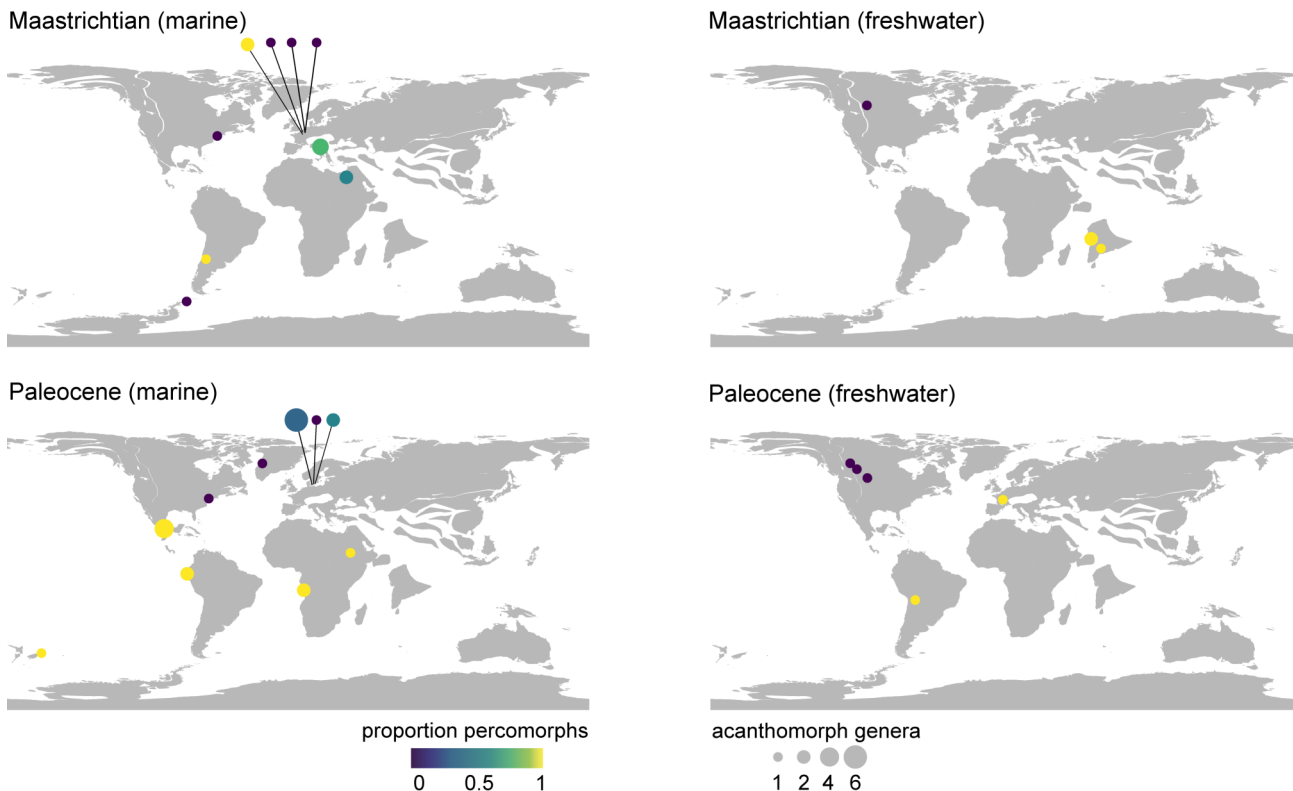 Maastrichtian (marine)
Maastrichtian (freshwater)
Paleocene (marine)
Paleocene (freshwater)
proportion percomorphs
0 0.5 1
acanthomorph genera
1 2 4 6